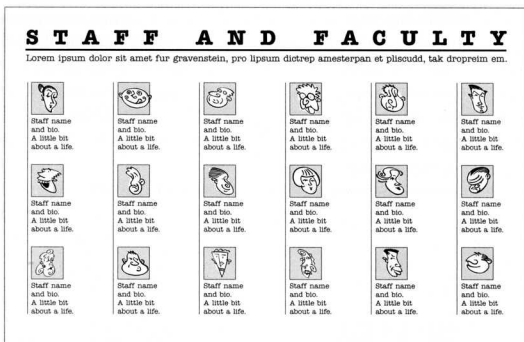 STAFF AND FACULTY
Lorem ipsum dolor sit amet fur gravenstein, pro lipsum dictrep amesterpan et pliscudd, tak dropreim em.
Staff name
and bio.
A little bit
about a life.
Staff name
and bio.
A little bit
about a life.
Staff name
and bio.
A little bit
about a life.
Staff name
and bio.
A little bit
about a life.
Staff name
and bio.
A little bit
about a life.
Staff name
and bio.
A little bit
about a life.
Staff name
and bio.
A little bit
about a life.
Staff name
and bio.
A little bit
about a life.
Staff name
and bio.
A little bit
about a life.
Staff name
and bio.
A little bit
about a life.
Staff name
and bio.
A little bit
about a life.
Staff name
and bio.
A little bit
about a life.
Staff name
and bio.
A little bit
about a life.
Staff name
and bio.
A little bit
about a life.
Staff name
and bio.
A little bit
about a life.
Staff name
and bio.
A little bit
about a life.
Staff name
and bio.
A little bit
about a life.
Staff name
and bio.
A little bit
about a life.